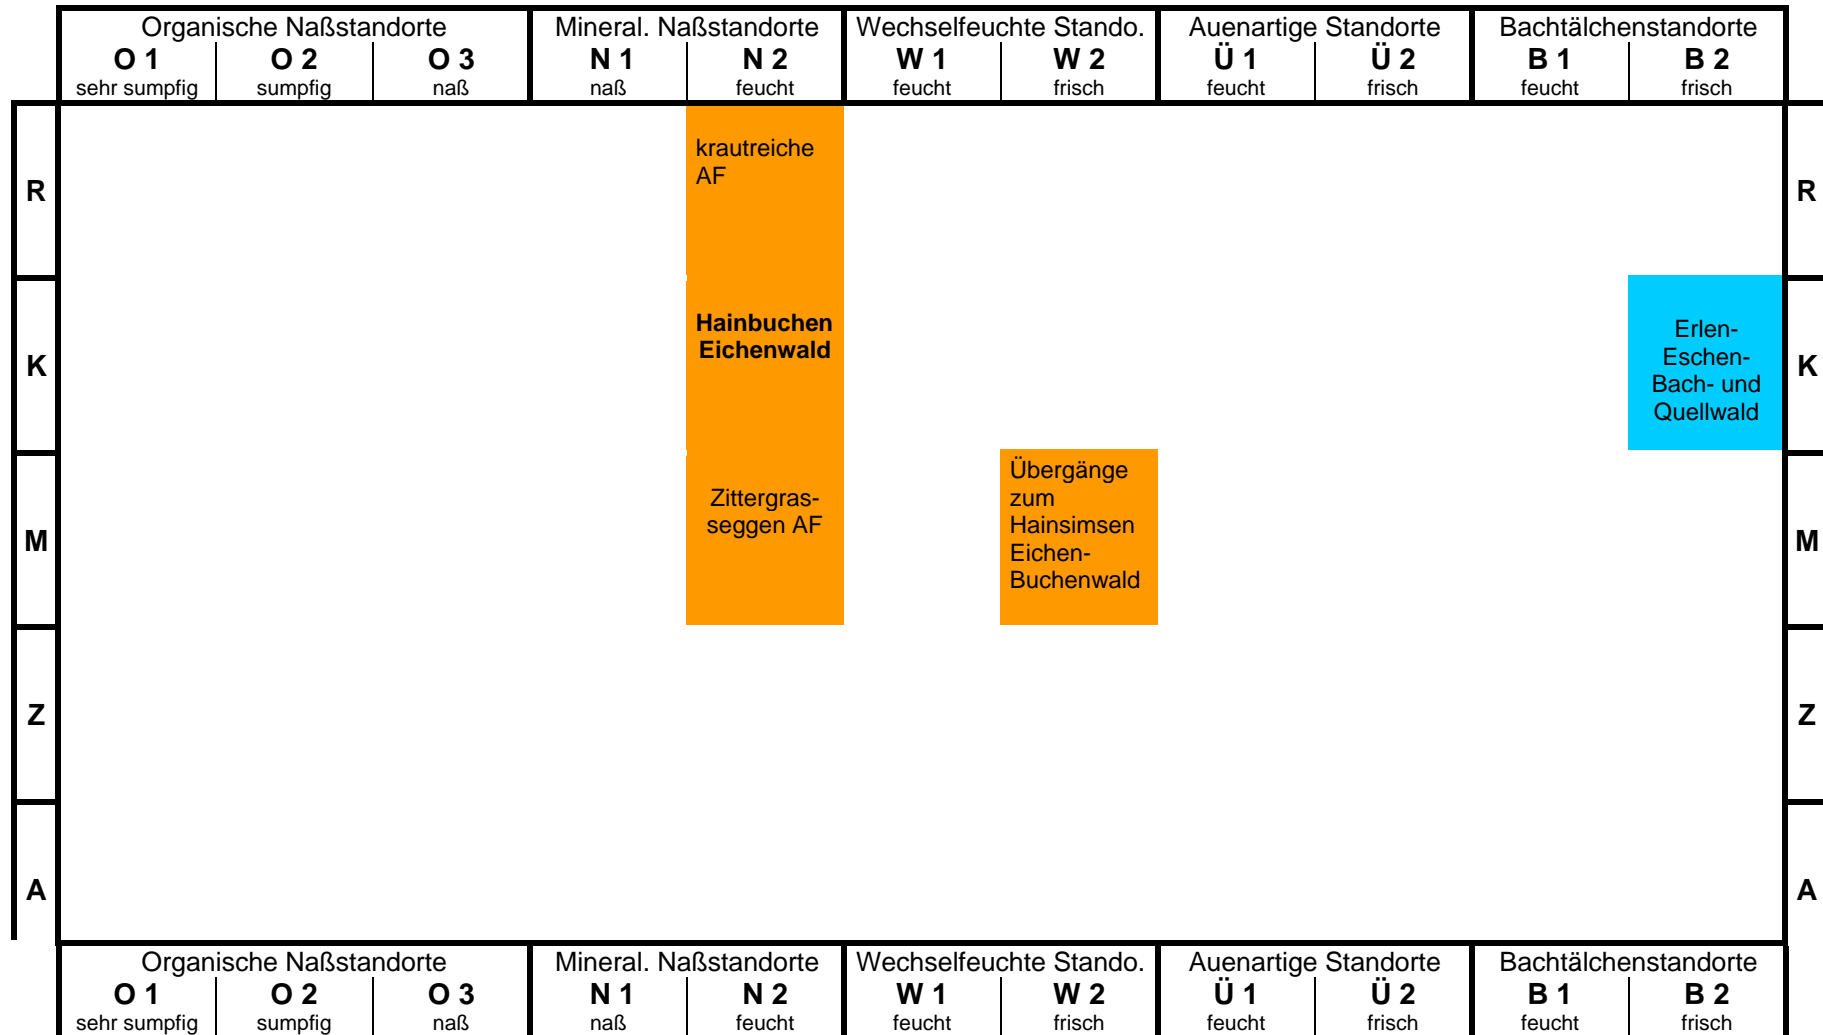 Organische Naßstandorte Mineral. Naßstandorte Wechselfeuchte Stando. Auenartige Standorte Bachtälchenstandorte
O 1 O 2 O 3 N 1 N 2 W 1 W 2 Ü 1 Ü 2 B 1 B 2
sehr sumpfig sumpfig naß naß feucht feucht frisch feucht frisch feucht frisch
krautreiche
AF
R R
Hainbuchen
Eichenwald
Erlen-
Eschen-
Bach- und
Quellwald
K K
Zittergras-
seggen AF
Übergänge
zum
Hainsimsen
Eichen-
Buchenwald
M M
Z Z
A A
Organische Naßstandorte Mineral. Naßstandorte Wechselfeuchte Stando. Auenartige Standorte Bachtälchenstandorte
O 1 O 2 O 3 N 1 N 2 W 1 W 2 Ü 1 Ü 2 B 1 B 2
sehr sumpfig sumpfig naß naß feucht feucht frisch feucht frisch feucht frisch